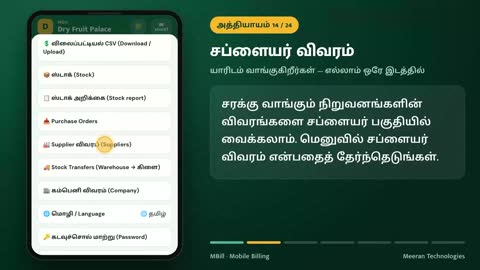 D
MBill
Dry Fruit Palace
💲 விலைப்பட்டியல் CSV (Download / Upload)
📦 ஸ்டாக் (Stock)
📋 ஸ்டாக் அறிக்கை (Stock report)
📥 Purchase Orders
🏭 Supplier விவரம் (Suppliers)
🚚 Stock Transfers (Warehouse → கிளை)
🏬 கம்பெனி விவரம் (Company)
🌐 மொழி / Language 🌐 தமிழ்
🔑 கடவுச்சொல் மாற்று (Password)
அத்தியாயம் 14 / 24
சப்ளையர் விவரம்
யாரிடம் வாங்குகிறீர்கள் — எல்லாம் ஒரே இடத்தில்
சரக்கு வாங்கும் நிறுவனங்களின்
விவரங்களை சப்ளையர் பகுதியில்
வைக்கலாம். மெனுவில் சப்ளையர்
விவரம் என்பதைத் தேர்ந்தெடுங்கள்.
MBill · Mobile Billing
Meeran Technologies